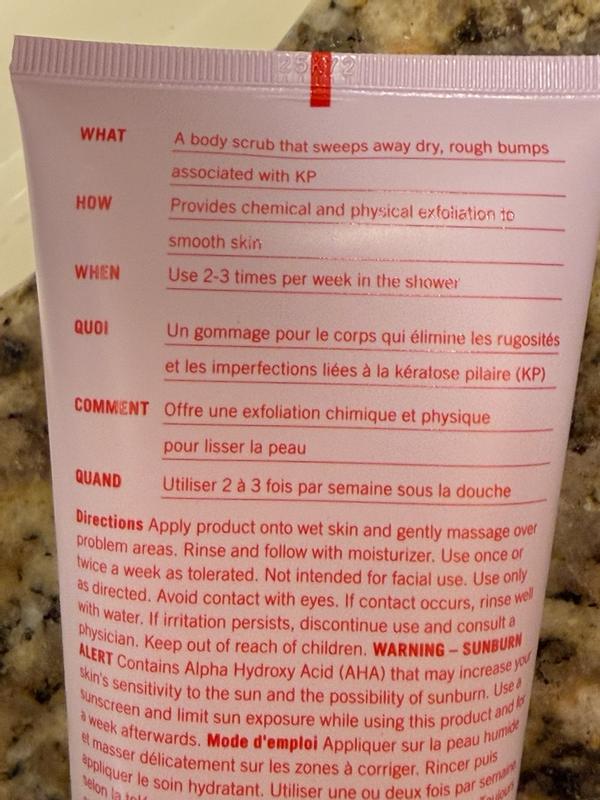 WHAT A body scrub that sweeps away dry, rough bumps
associated with KP
HOW Provides chemical and physical exfoliation to
smooth skin
WHEN Use 2-3 times per week in the shower
QUOI Un gommage pour le corps qui élimine les rugosités
et les imperfections liées à la kératose pilaire (KP)
COMMENT Offre une exfoliation chimique et physique
pour lisser la peau
QUAND Utiliser 2 à 3 fois par semaine sous la douche
Directions Apply product onto wet skin and gently massage over
problem areas. Rinse and follow with moisturizer. Use once or
twice a week as tolerated. Not intended for facial use. Use only
as directed. Avoid contact with eyes. If contact occurs, rinse well
with water. If irritation persists, discontinue use and consult a
physician. Keep out of reach of children. WARNING – SUNBURN
ALERT Contains Alpha Hydroxy Acid (AHA) that may increase your
skin's sensitivity to the sun and the possibility of sunburn. Use a
sunscreen and limit sun exposure while using this product and for
a week afterwards. Mode d'emploi Appliquer sur la peau humide
et masser délicatement sur les zones à corriger. Rincer puis
appliquer le soin hydratant. Utiliser une ou deux fois par semaine
selon la